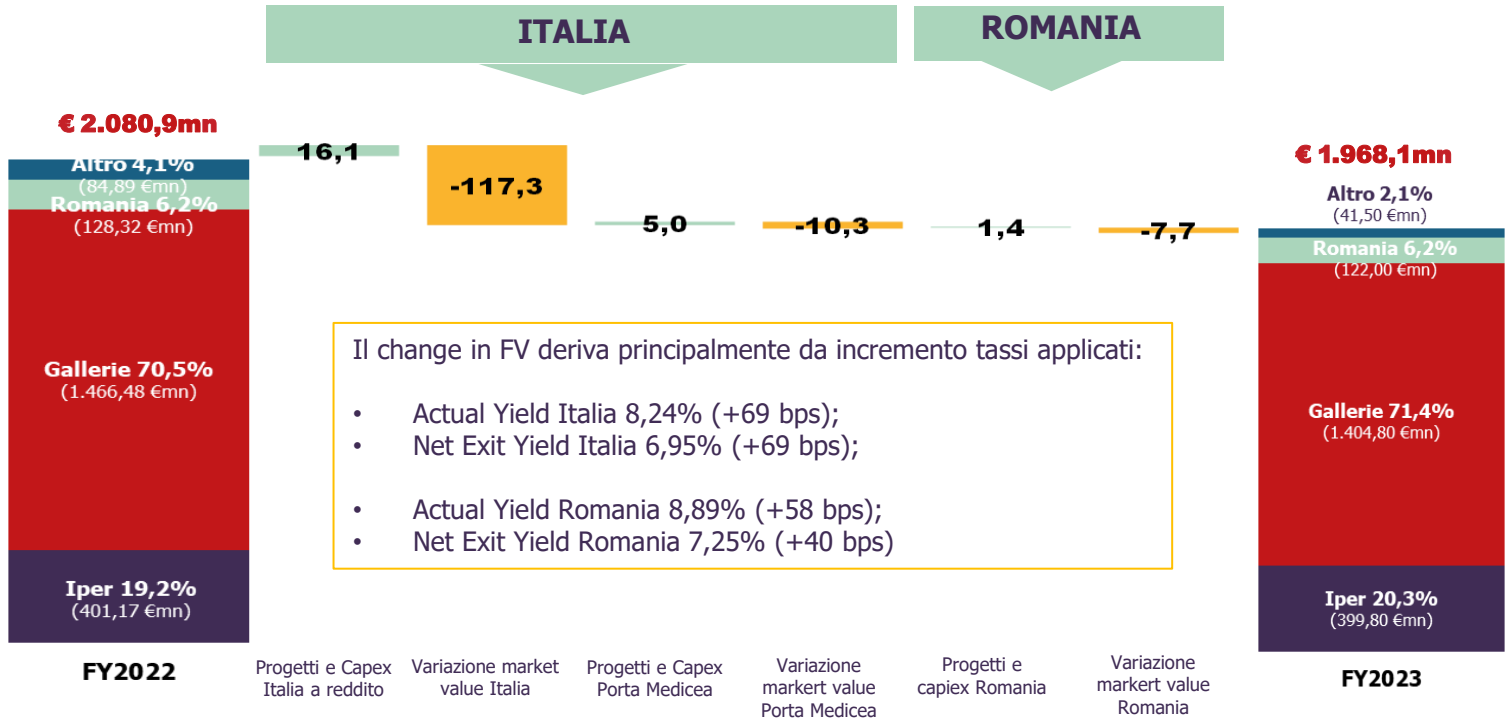 ITALIA
ROMANIA
€ 2.080,9mn
Altro 4,1%
(84,89 €mn)
Romania 6,2%
(128,32 €mn)
Gallerie 70,5%
(1.466,48 €mn)
Iper 19,2%
(401,17 €mn)
FY2022
16,1
-117,3
5,0
-10,3
1,4
-7,7
Il change in FV deriva principalmente da incremento tassi applicati:
• Actual Yield Italia 8,24% (+69 bps);
• Net Exit Yield Italia 6,95% (+69 bps);
• Actual Yield Romania 8,89% (+58 bps);
• Net Exit Yield Romania 7,25% (+40 bps)
Progetti e Capex
Italia a reddito
Variazione market
value Italia
Progetti e Capex
Porta Medicea
Variazione
markert value
Porta Medicea
Progetti e
capiex Romania
Variazione
markert value
Romania
€ 1.968,1mn
Altro 2,1%
(41,50 €mn)
Romania 6,2%
(122,00 €mn)
Gallerie 71,4%
(1.404,80 €mn)
Iper 20,3%
(399,80 €mn)
FY2023